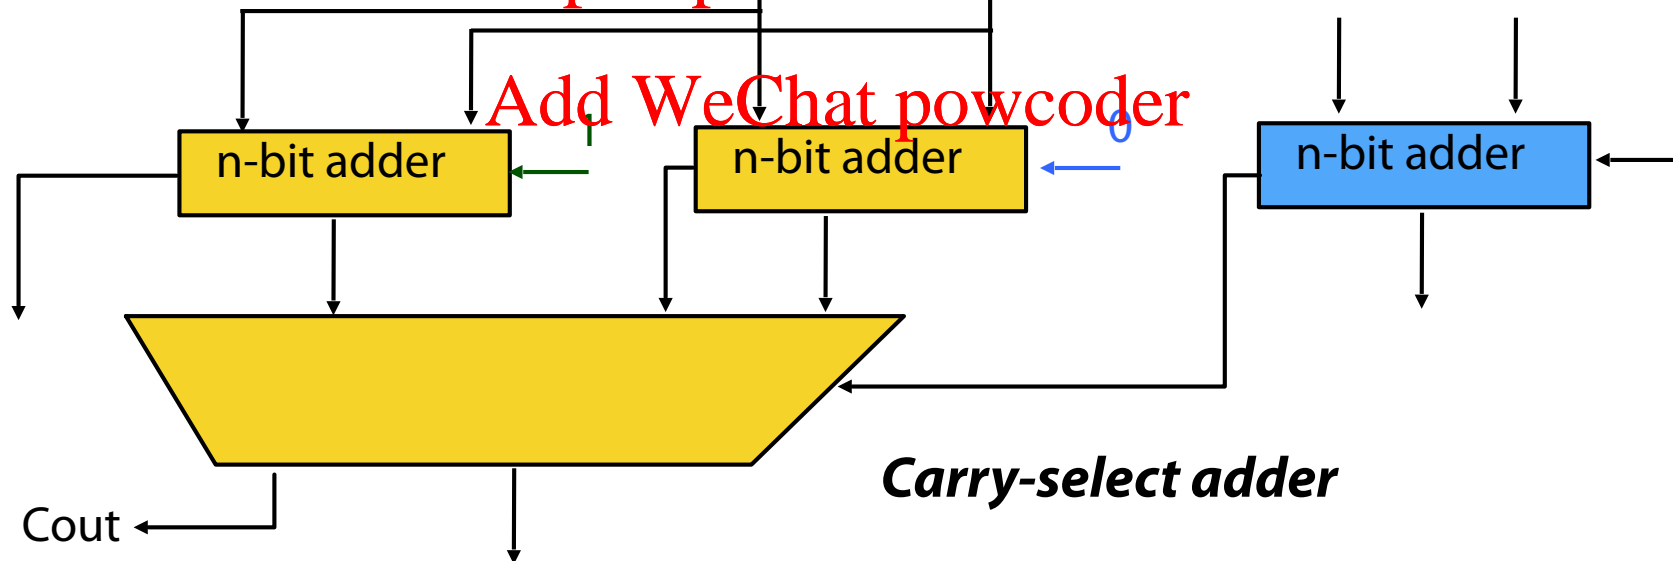 Add WeChat powcoder
1
0
n-bit adder
n-bit adder
n-bit adder
Carry-select adder
Cout